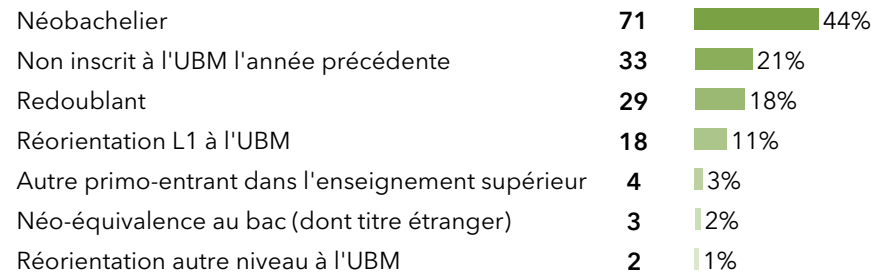 Néobachelier 71 44%
Non inscrit à l'UBM l'année précédente 33 21%
Redoublant 29 18%
Réorientation L1 à l'UBM 18 11%
Autre primo-entrant dans l'enseignement supérieur 4 3%
Néo-équivalence au bac (dont titre étranger) 3 2%
Réorientation autre niveau à l'UBM 2 1%